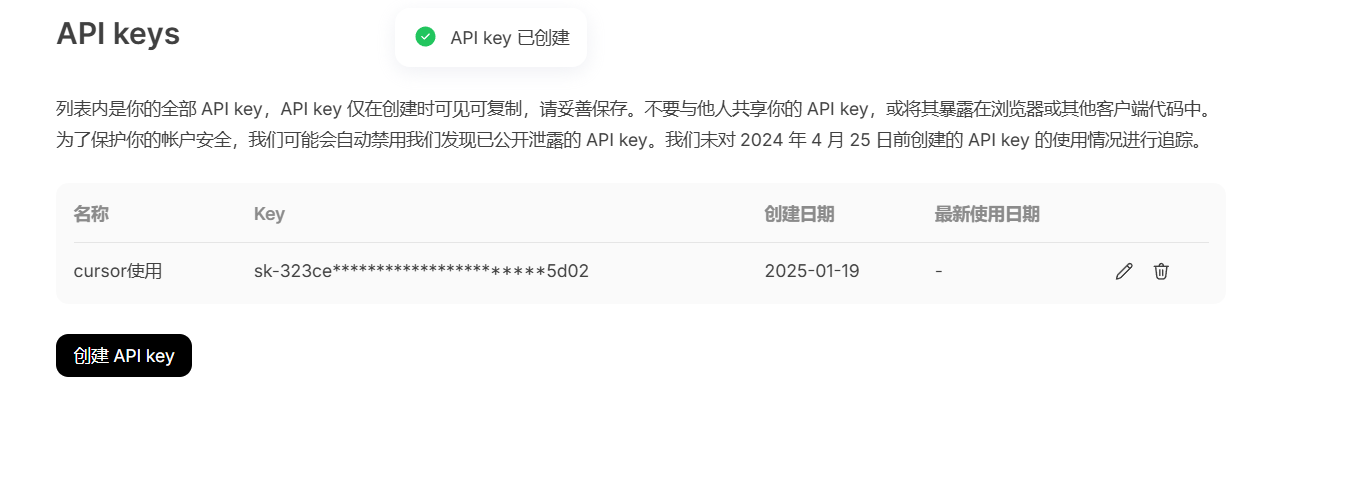 API keys
API key 已创建
列表内是你的全部 API key，API key 仅在创建时可见可复制，请妥善保存。不要与他人共享你的 API key，或将其暴露在浏览器或其他客户端代码中。
为了保护你的帐户安全，我们可能会自动禁用我们发现已公开泄露的 API key。我们未对 2024 年 4 月 25 日前创建的 API key 的使用情况进行追踪。
名称 Key 创建日期 最新使用日期
cursor使用 sk-323ce************************5d02 2025-01-19 -
创建 API key